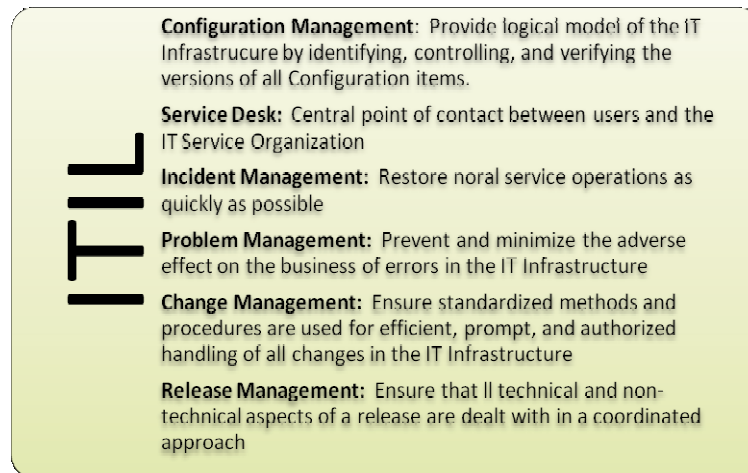 ITIL
Configuration Management: Provide logical model of the IT
Infrastrucure by identifying, controlling, and verifying the
versions of all Configuration items.
Service Desk: Central point of contact between users and the
IT Service Organization
Incident Management: Restore noral service operations as
quickly as possible
Problem Management: Prevent and minimize the adverse
effect on the business of errors in the IT Infrastructure
Change Management: Ensure standardized methods and
procedures are used for efficient, prompt, and authorized
handling of all changes in the IT Infrastructure
Release Management: Ensure that ll technical and non-
technical aspects of a release are dealt with in a coordinated
approach